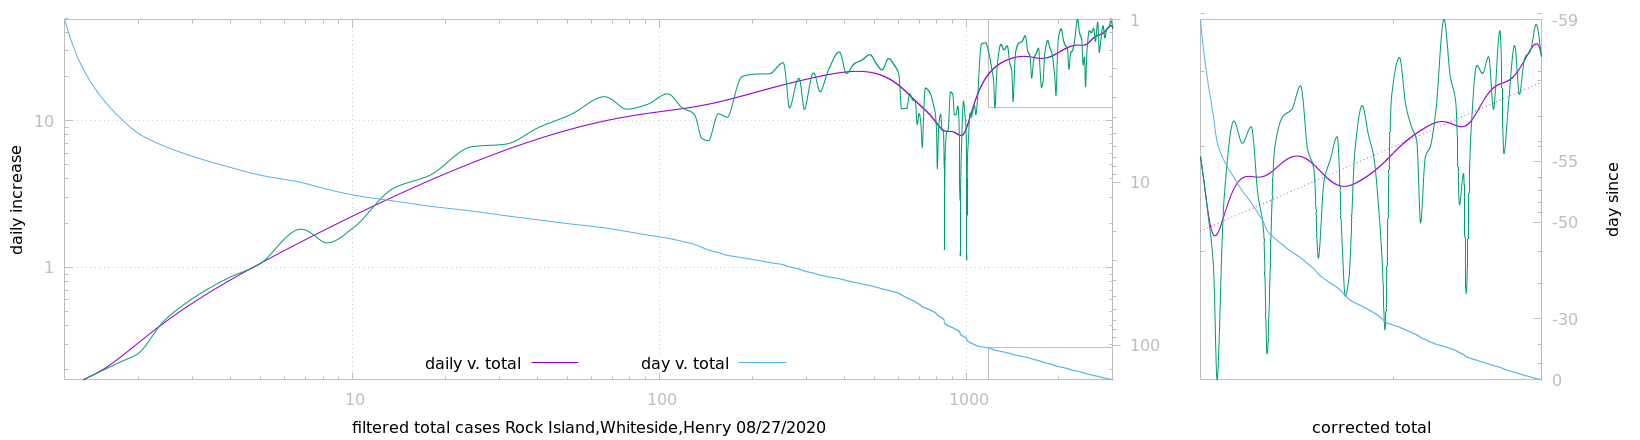 1
-59
10
-55
daily increase
10
-50
day since
1
-30
100
daily v. total
day v. total
0
10
100
1000
filtered total cases Rock Island,Whiteside,Henry 08/27/2020
corrected total